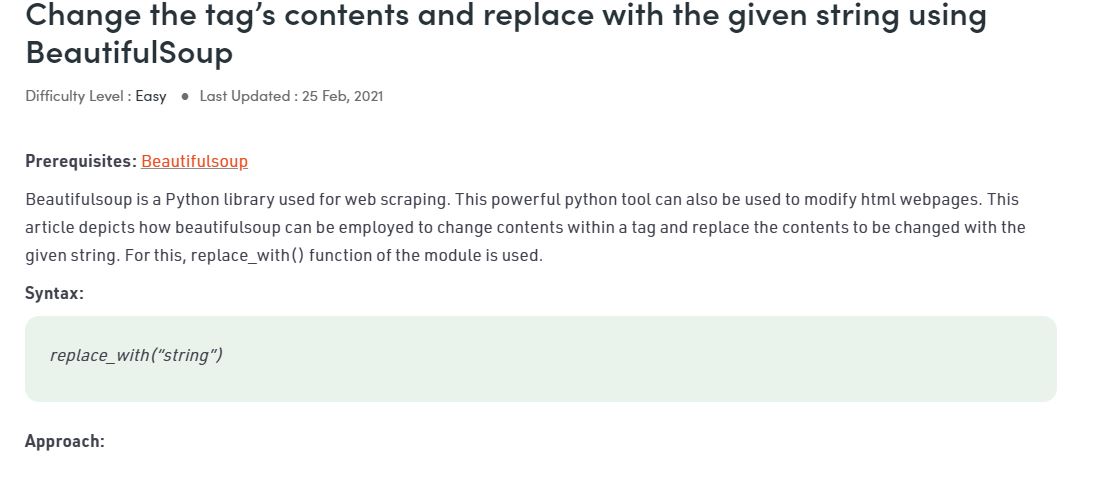 Change the tag’s contents and replace with the given string using
BeautifulSoup
Difficulty Level : Easy ● Last Updated : 25 Feb, 2021
Prerequisites: Beautifulsoup
Beautifulsoup is a Python library used for web scraping. This powerful python tool can also be used to modify html webpages. This
article depicts how beautifulsoup can be employed to change contents within a tag and replace the contents to be changed with the
given string. For this, replace_with() function of the module is used.
Syntax:
replace_with(“string”)
Approach: